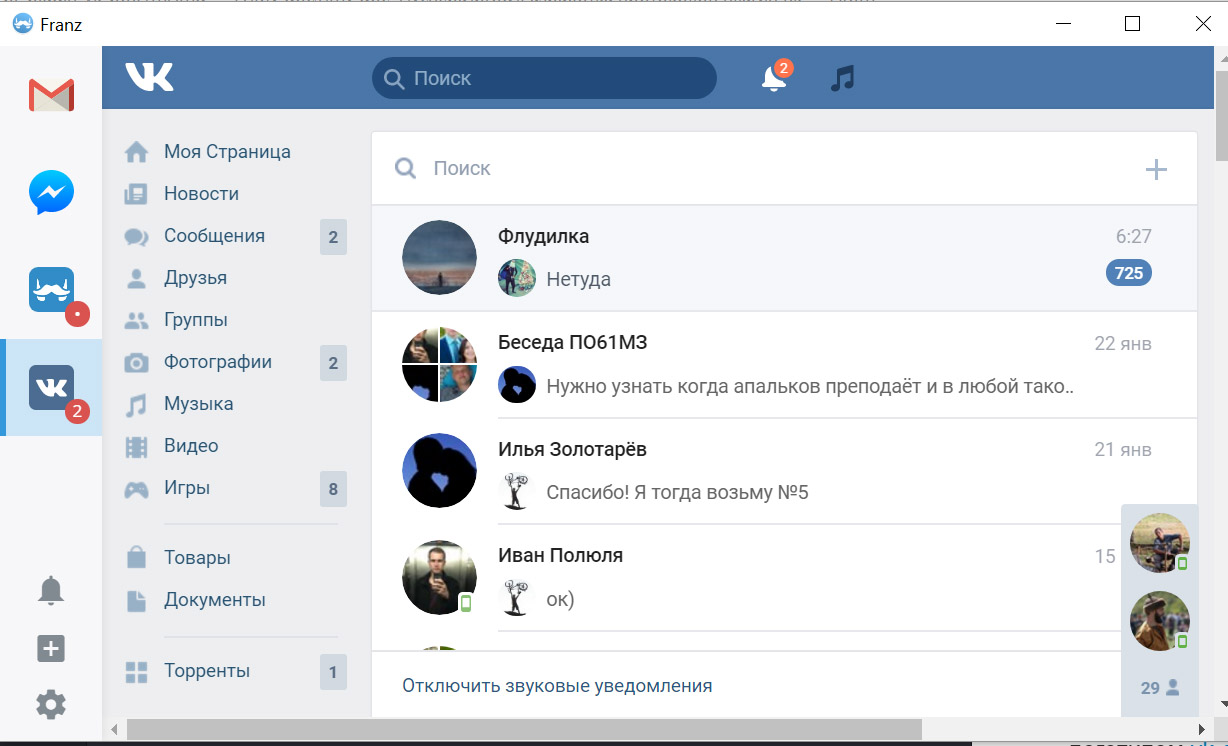 Franz
VK
Поиск
2
Моя Страница
Новости
Сообщения 2
Друзья
Группы
Фотографии 2
Музыка
Видео
Игры 8
Товары
Документы
Торренты 1
2
Поиск
Флудилка 6:27
Нетуда 725
Беседа ПО61МЗ 22 янв
Нужно узнать когда апальков преподаёт и в любой тако..
Илья Золотарёв 21 янв
Спасибо! Я тогда возьму №5
Иван Полюля 15
ок)
Отключить звуковые уведомления
29